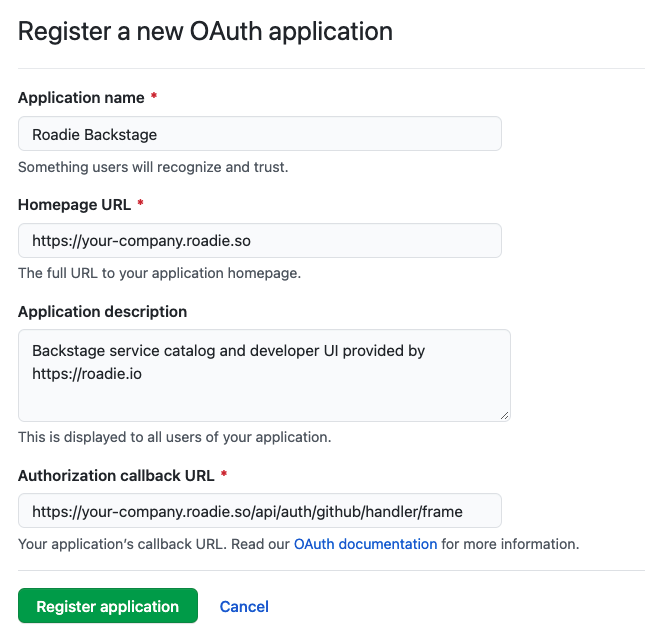 Register a new OAuth application
Application name *
Roadie Backstage
Something users will recognize and trust.
Homepage URL *
https://your-company.roadie.so
The full URL to your application homepage.
Application description
Backstage service catalog and developer UI provided by
https://roadie.io
This is displayed to all users of your application.
Authorization callback URL *
https://your-company.roadie.so/api/auth/github/handler/frame
Your application’s callback URL. Read our OAuth documentation for more information.
Register application Cancel